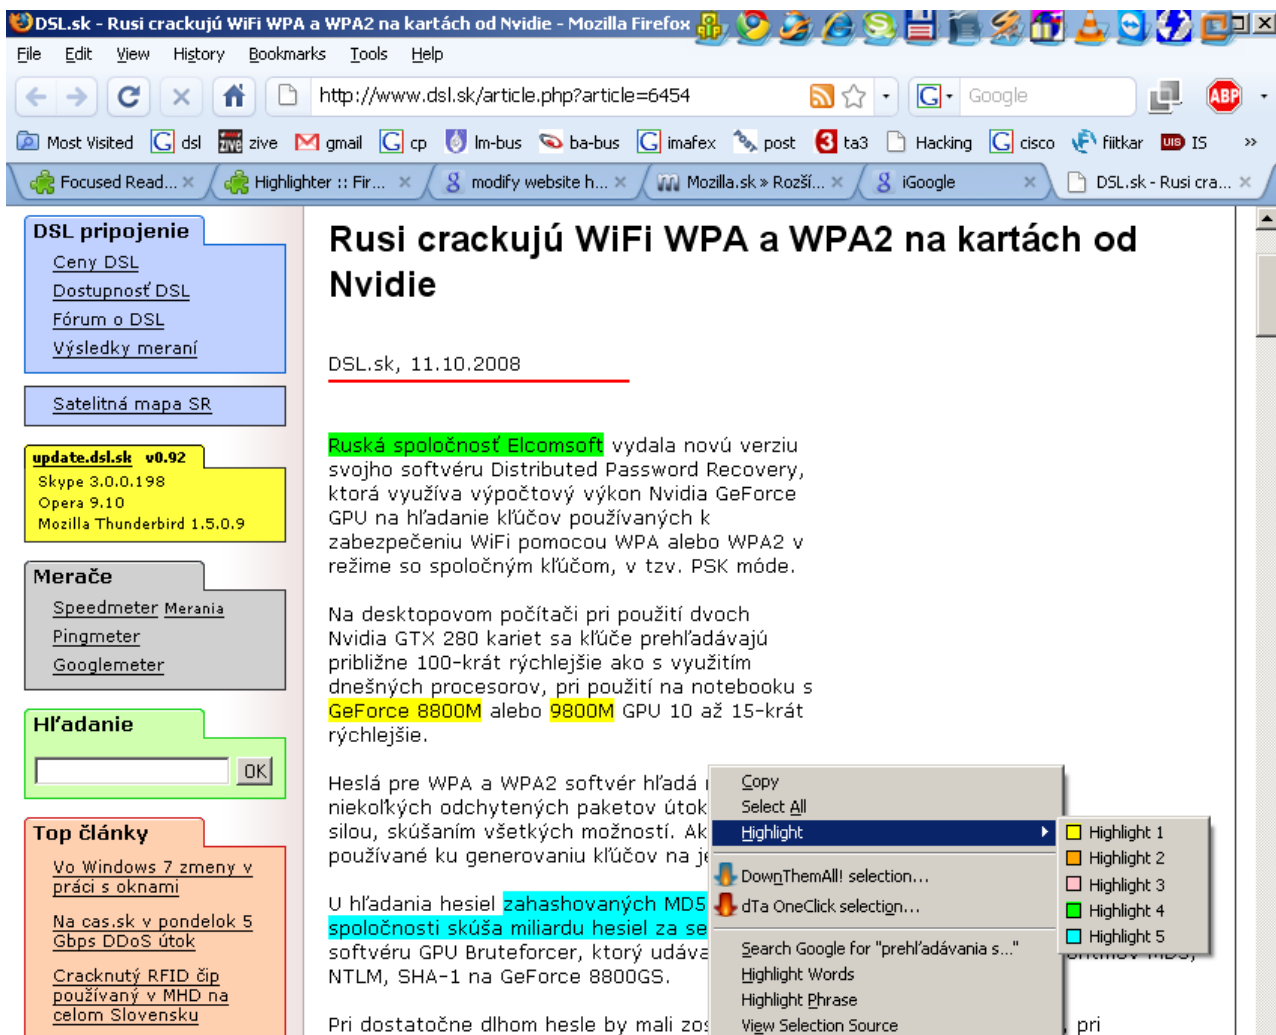 DSL.sk - Rusi crackujú WiFi WPA a WPA2 na kartách od Nvidie - Mozilla Firefox
File Edit View History Bookmarks Tools Help
http://www.dsl.sk/article.php?article=6454
G Google
ABP
Most Visited G dsl zive gmail G cp lm-bus ba-bus G imafex post 3 ta3 Hacking G cisco fiitkar UIS IS »
Focused Read... Highlighter :: Fir... modify website h... Mozilla.sk » Rozší... iGoogle DSL.sk - Rusi cra...
DSL pripojenie
Ceny DSL
Dostupnosť DSL
Fórum o DSL
Výsledky meraní
Satelitná mapa SR
update.dsl.sk v0.92
Skype 3.0.0.198
Opera 9.10
Mozilla Thunderbird 1.5.0.9
Merače
Speedmeter Merania
Pingmeter
Googlemeter
Hľadanie
OK
Top články
Vo Windows 7 zmeny v
práci s oknami
Na cas.sk v pondelok 5
Gbps DDoS útok
Cracknutý RFID čip
používaný v MHD na
celom Slovensku
Rusi crackujú WiFi WPA a WPA2 na kartách od
Nvidie
DSL.sk, 11.10.2008
Ruská spoločnosť Elcomsoft vydala novú verziu
svojho softvéru Distributed Password Recovery,
ktorá využíva výpočtový výkon Nvidia GeForce
GPU na hľadanie kľúčov používaných k
zabezpečeniu WiFi pomocou WPA alebo WPA2 v
režime so spoločným kľúčom, v tzv. PSK móde.
Na desktopovom počítači pri použití dvoch
Nvidia GTX 280 kariet sa kľúče prehľadávajú
približne 100-krát rýchlejšie ako s využitím
dnešných procesorov, pri použití na notebooku s
GeForce 8800M alebo 9800M GPU 10 až 15-krát
rýchlejšie.
Heslá pre WPA a WPA2 softvér hľadá
niekoľkých odchytených paketov útok
silou, skúšaním všetkých možností. Ak
používané ku generovaniu kľúčov na
U hľadania hesiel zahashovaných MD5
spoločnosti skúša miliardu hesiel za se
softvéru GPU Bruteforcer, ktorý udáva MD5,
NTLM, SHA-1 na GeForce 8800GS.
Pri dostatočne dlhom hesle by mali zos , pri
Copy
Select All
Highlight
DownThemAll! selection...
dTa OneClick selection...
Search Google for "prehľadávania s..."
Highlight Words
Highlight Phrase
View Selection Source
Highlight 1
Highlight 2
Highlight 3
Highlight 4
Highlight 5